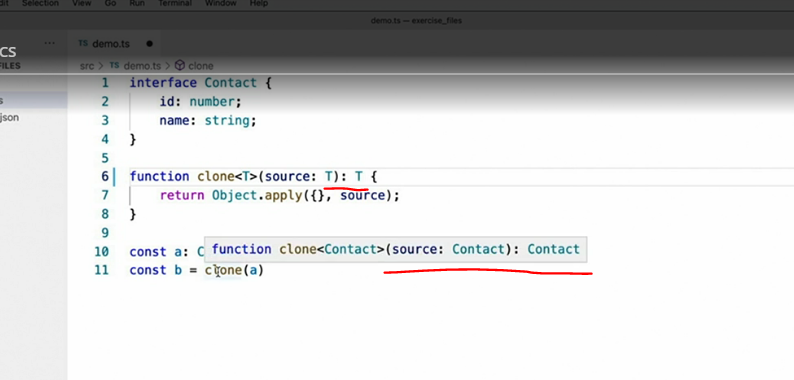 Selection View Go Run Terminal Window Help
demo.ts — exercise_files
CS
... TS demo.ts ●
FILES
src > TS demo.ts > clone
s
json
1 interface Contact {
2 id: number;
3 name: string;
4 }
5
6 function clone<T>(source: T): T {
7 return Object.apply({}, source);
8 }
9
10 const a: C
function clone<Contact>(source: Contact): Contact
11 const b = clone(a)